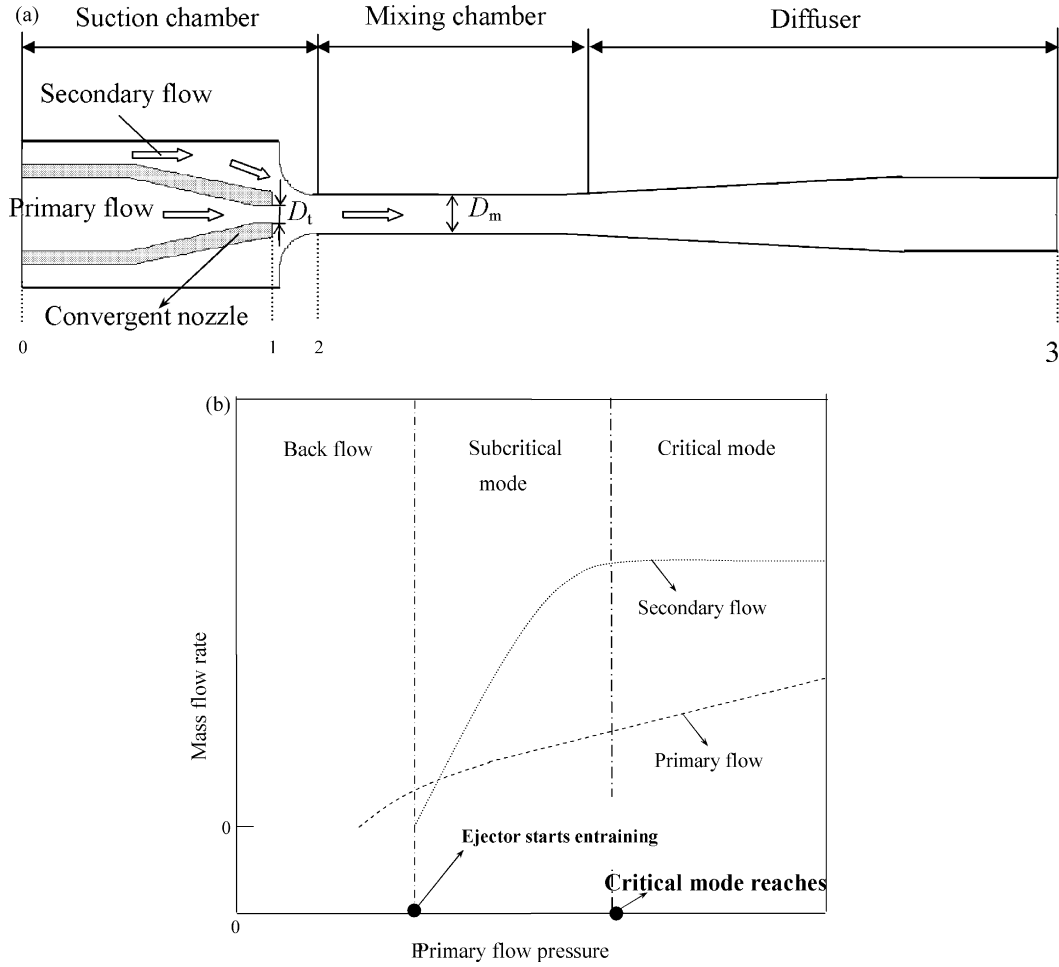 (a)
Suction chamber
Mixing chamber
Diffuser
Secondary flow
Primary flow
Dt
Dm
Convergent nozzle
0
1
2
3
(b)
Back flow
Subcritical
mode
Critical mode
Secondary flow
Mass flow rate
Primary flow
0
Ejector starts entraining
Critical mode reaches
0
Primary flow pressure